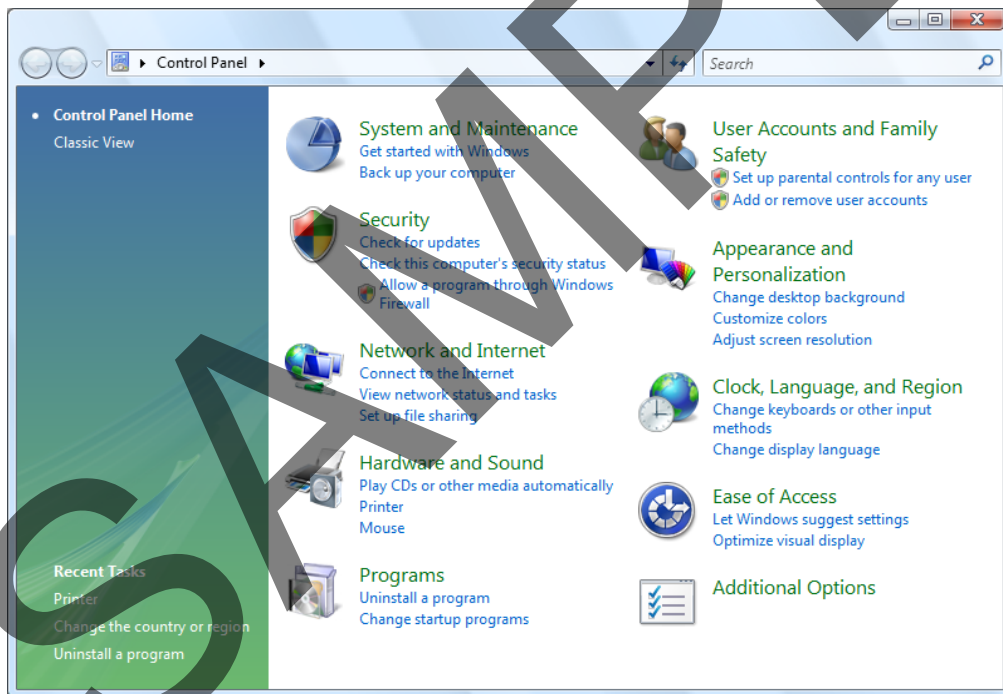 Control Panel
Search
Control Panel Home
Classic View
System and Maintenance
Get started with Windows
Back up your computer
Security
Check for updates
Check this computer's security status
Allow a program through Windows
Firewall
Network and Internet
Connect to the Internet
View network status and tasks
Set up file sharing
Hardware and Sound
Play CDs or other media automatically
Printer
Mouse
Programs
Uninstall a program
Change startup programs
User Accounts and Family
Safety
Set up parental controls for any user
Add or remove user accounts
Appearance and
Personalization
Change desktop background
Customize colors
Adjust screen resolution
Clock, Language, and Region
Change keyboards or other input
methods
Change display language
Ease of Access
Let Windows suggest settings
Optimize visual display
Additional Options
Recent Tasks
Printer
Change the country or region
Uninstall a program
SAMP